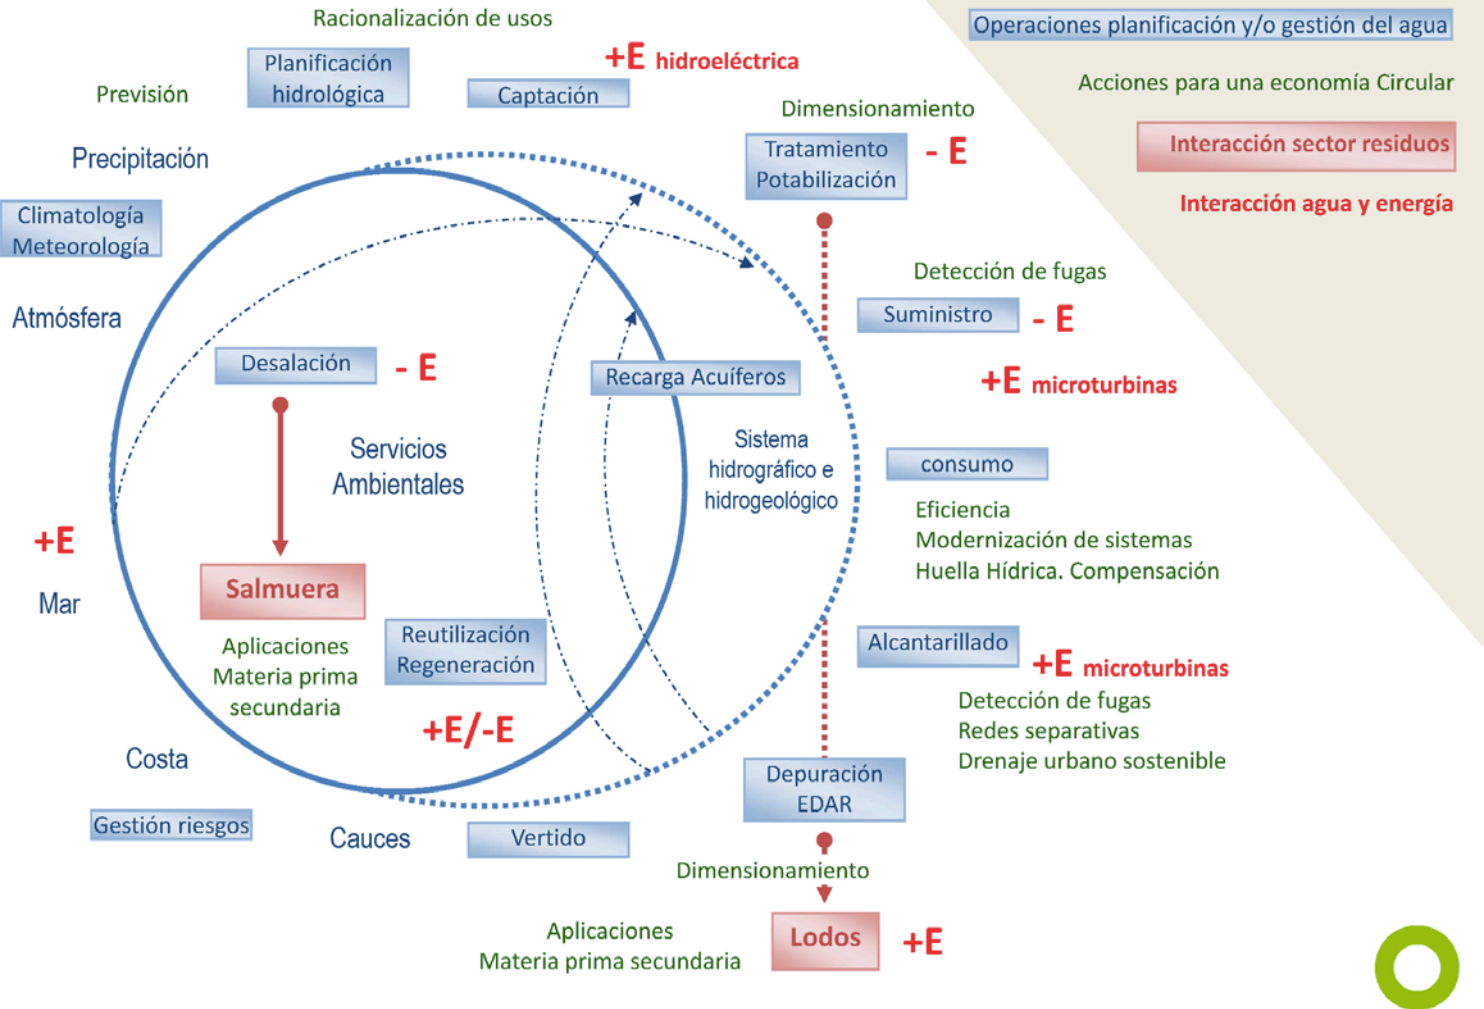 Racionalización de usos
Operaciones planificación y/o gestión del agua
Planificación
hidrológica
+E hidroeléctrica
Captación
Previsión
Acciones para una economía Circular
Dimensionamiento
Interacción sector residuos
Tratamiento
Potabilización
- E
Precipitación
Interacción agua y energía
Climatología
Meteorología
Detección de fugas
Suministro
- E
Atmósfera
Desalación
- E
Recarga Acuíferos
+E microturbinas
Servicios
Ambientales
Sistema
hidrográfico e
hidrogeológico
consumo
Eficiencia
Modernización de sistemas
Huella Hídrica. Compensación
+E
Mar
Salmuera
Aplicaciones
Materia prima
secundaria
Reutilización
Regeneración
+E/-E
Alcantarillado
+E microturbinas
Detección de fugas
Redes separativas
Drenaje urbano sostenible
Costa
Depuración
EDAR
Gestión riesgos
Cauces
Vertido
Dimensionamiento
Aplicaciones
Materia prima secundaria
Lodos
+E